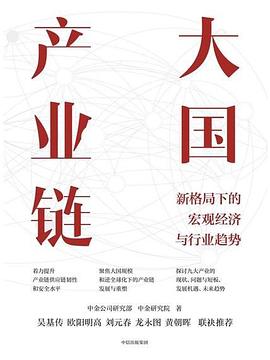 大国
产业链
新格局下的
宏观经济
与行业趋势
着力提升
产业链供应链韧性
和安全水平
聚焦大国规模
和逆全球化下的产业链
发展与重塑
探讨九大产业的
现状、问题与短板、
发展机遇、未来趋势
中金公司研究部 中金研究院 著
吴基传 欧阳明高 刘元春 龙永图 黄朝晖 联袂推荐
中信出版集团